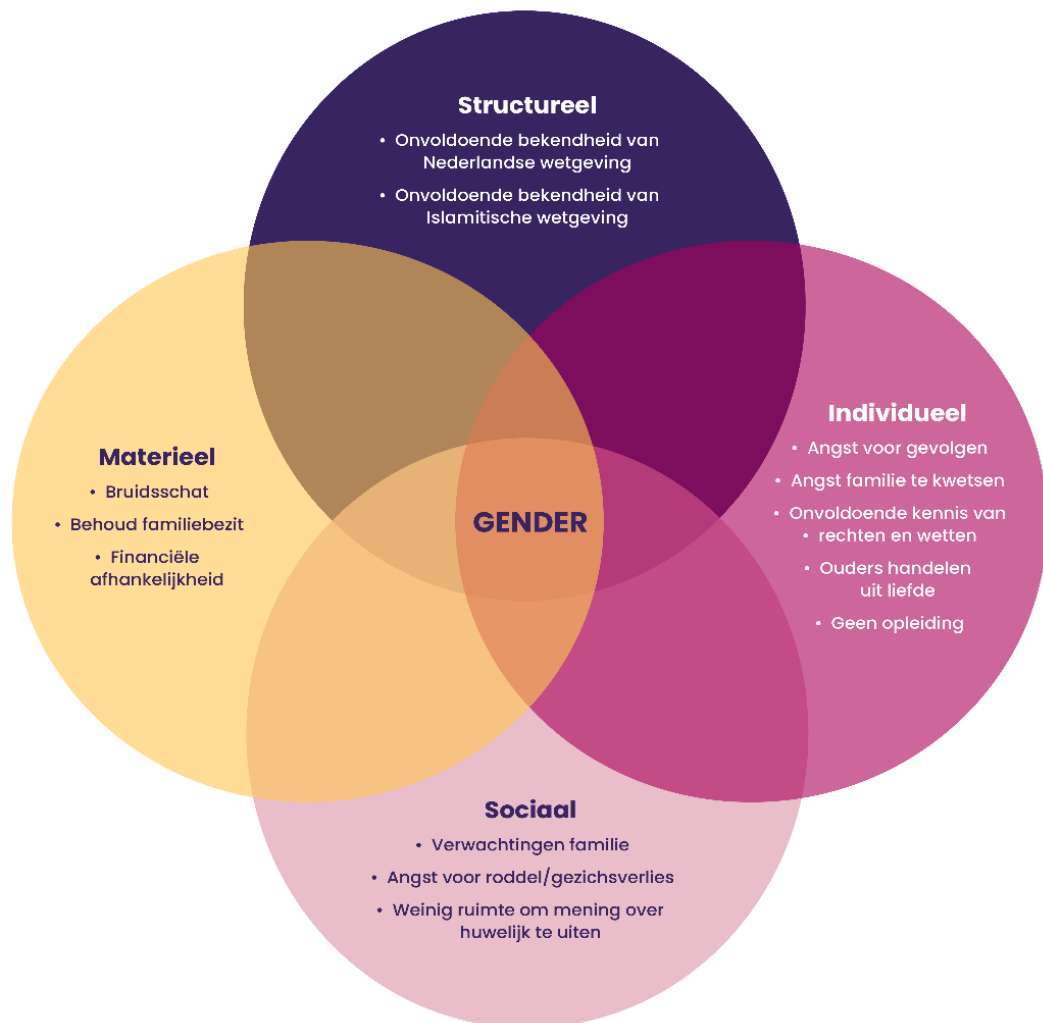 Structureel
• Onvoldoende bekendheid van
Nederlandse wetgeving
• Onvoldoende bekendheid van
Islamitische wetgeving
Materieel
• Bruidsschat
• Behoud familiebezit
• Financiële
afhankelijkheid
GENDER
Individueel
• Angst voor gevolgen
• Angst familie te kwetsen
• Onvoldoende kennis van
• rechten en wetten
• Ouders handelen
uit liefde
• Geen opleiding
Sociaal
• Verwachtingen familie
• Angst voor roddel/gezichsverlies
• Weinig ruimte om mening over
huwelijk te uiten